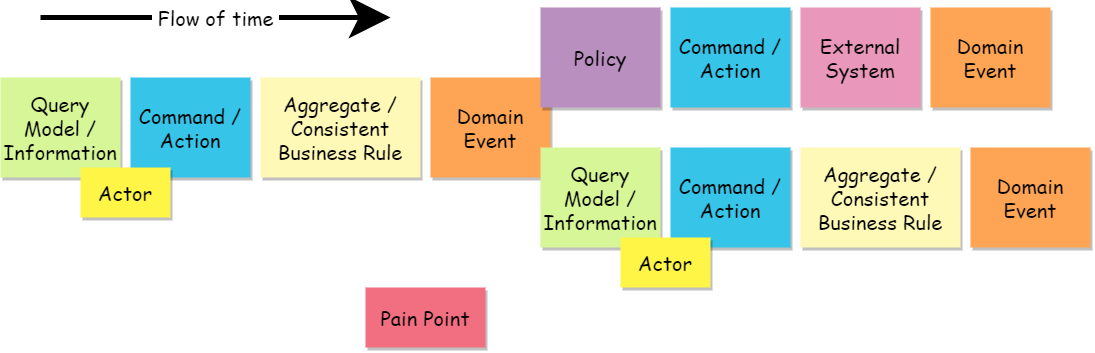 Flow of time
Policy
Command /
Action
External
System
Domain
Event
Query
Model /
Information
Command /
Action
Aggregate /
Consistent
Business Rule
Domain
Event
Actor
Query
Model /
Information
Command /
Action
Aggregate /
Consistent
Business Rule
Domain
Event
Actor
Pain Point